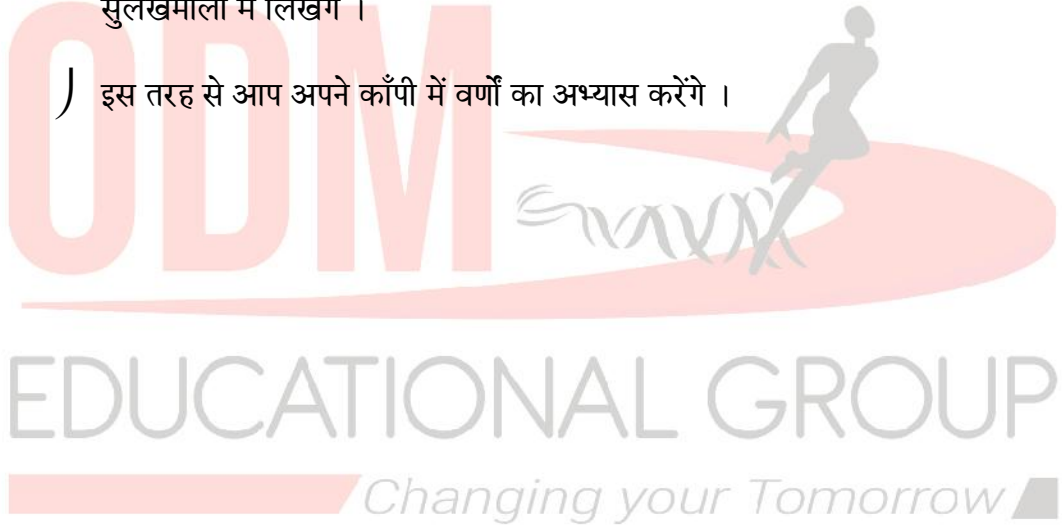 सुलेखमाला में लिखेंगे ।
) इस तरह से आप अपने काँपी में वर्णों का अभ्यास करेंगे ।
ODM
EDUCATIONAL GROUP
Changing your Tomorrow